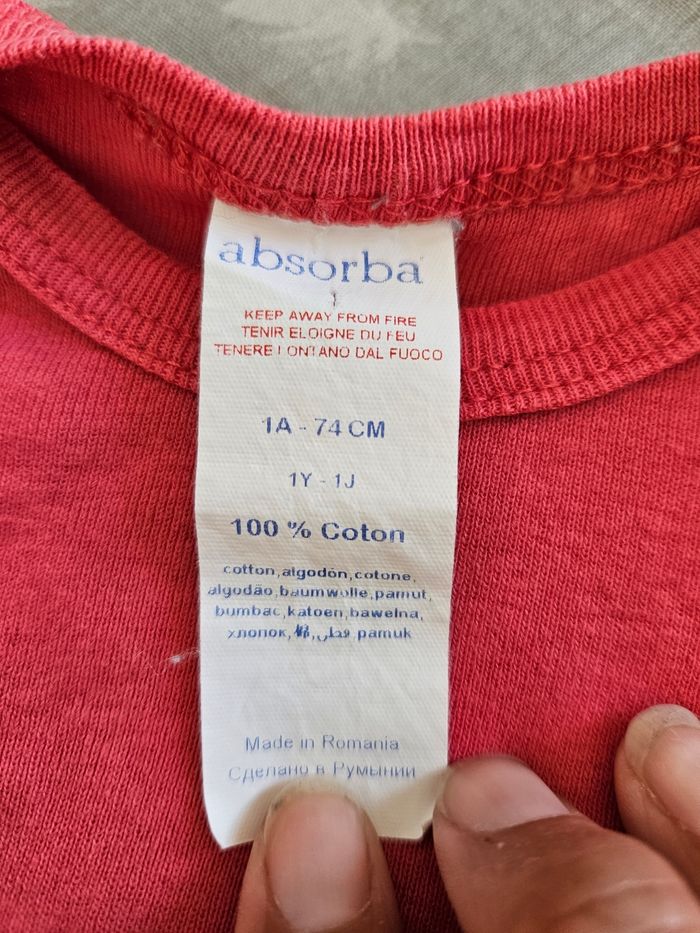 absorba
KEEP AWAY FROM FIRE
TENIR ELOIGNE DU FEU
TENERE LONTANO DAL FUOCO
1A - 74 CM
1Y - 1J
100 % Coton
cotton, algodón, cotone,
algodão, baumwolle, pamut,
bumbac, katoen, bawełna,
хлопок, 棉, قطن, pamuk
Made in Romania
Сделано в Румынии